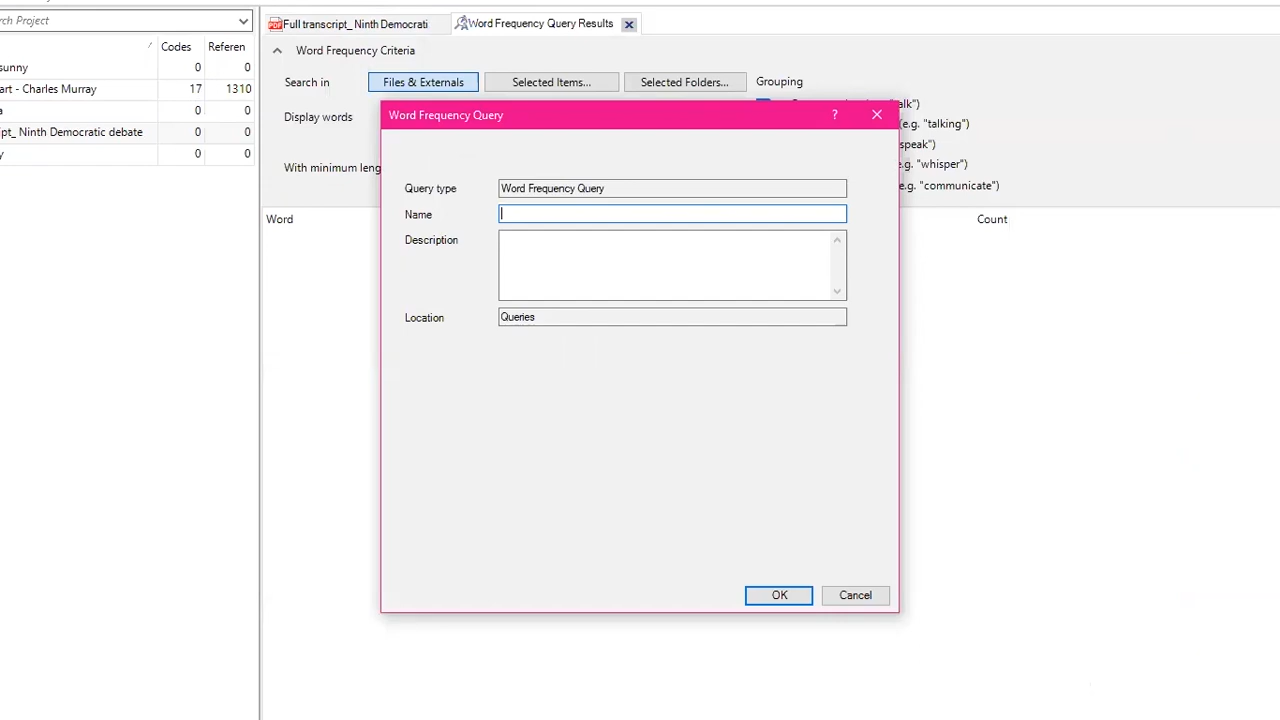 rch Project
Full transcript_ Ninth Democrati
Word Frequency Query Results
Codes
Referen
sunny 0 0
art - Charles Murray 17 1310
a 0 0
ipt_ Ninth Democratic debate 0 0
y 0 0
Word Frequency Criteria
Search in
Files & Externals
Selected Items...
Selected Folders...
Grouping
Display words
With minimum leng
alk")
(e.g. "talking")
speak")
e.g. "whisper")
e.g. "communicate")
Word
Count
Word Frequency Query
?
Query type
Word Frequency Query
Name
Description
Location
Queries
OK
Cancel